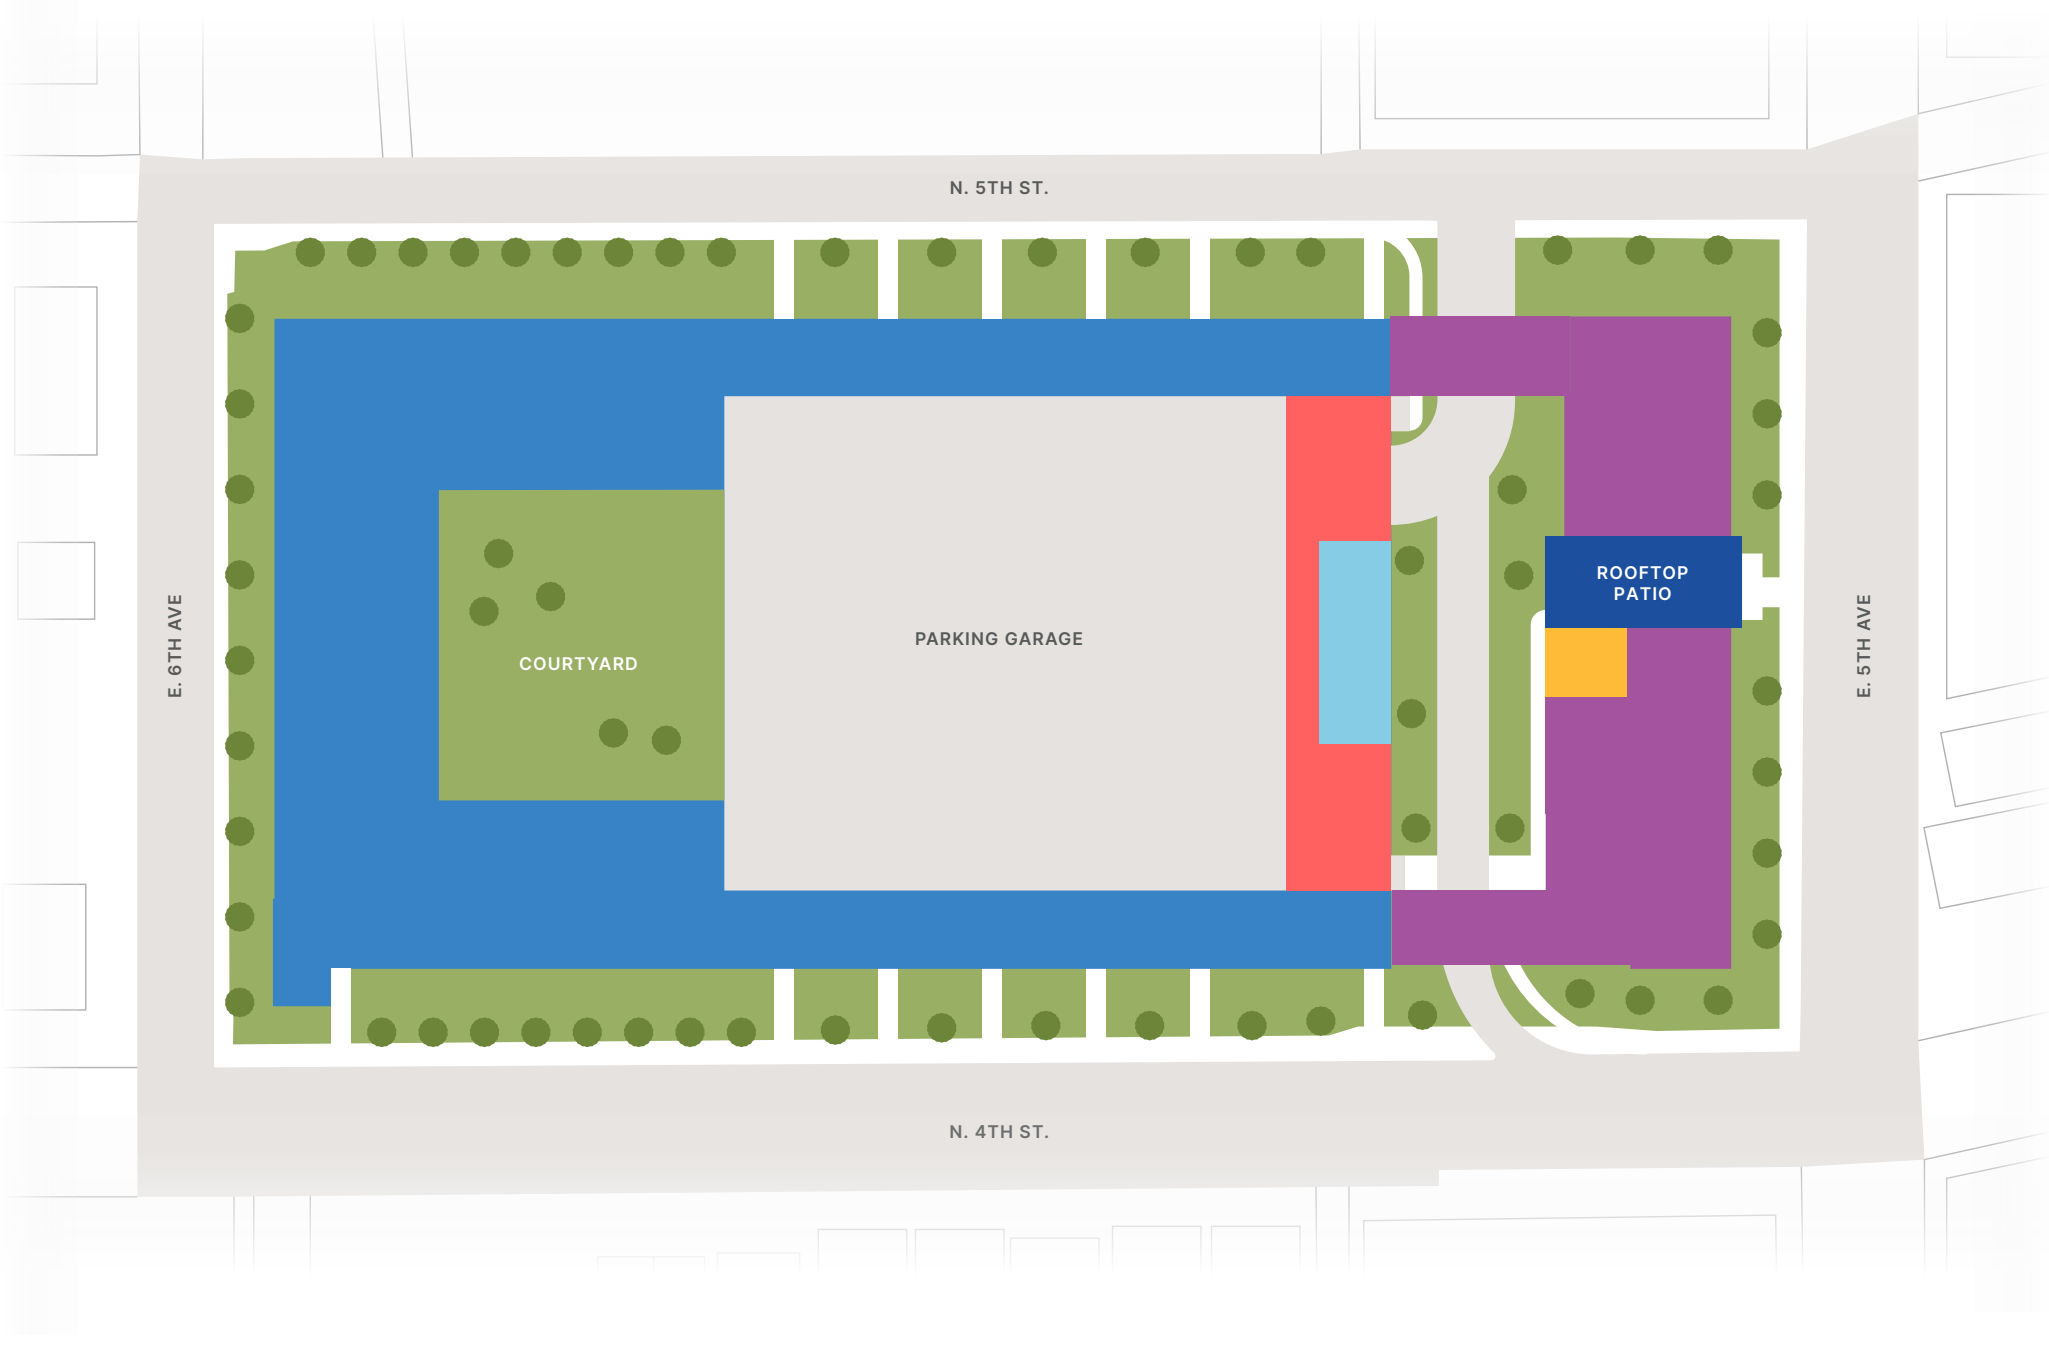 N. 5TH ST.
E. 6TH AVE
COURTYARD
PARKING GARAGE
ROOFTOP
PATIO
E. 5TH AVE
N. 4TH ST.